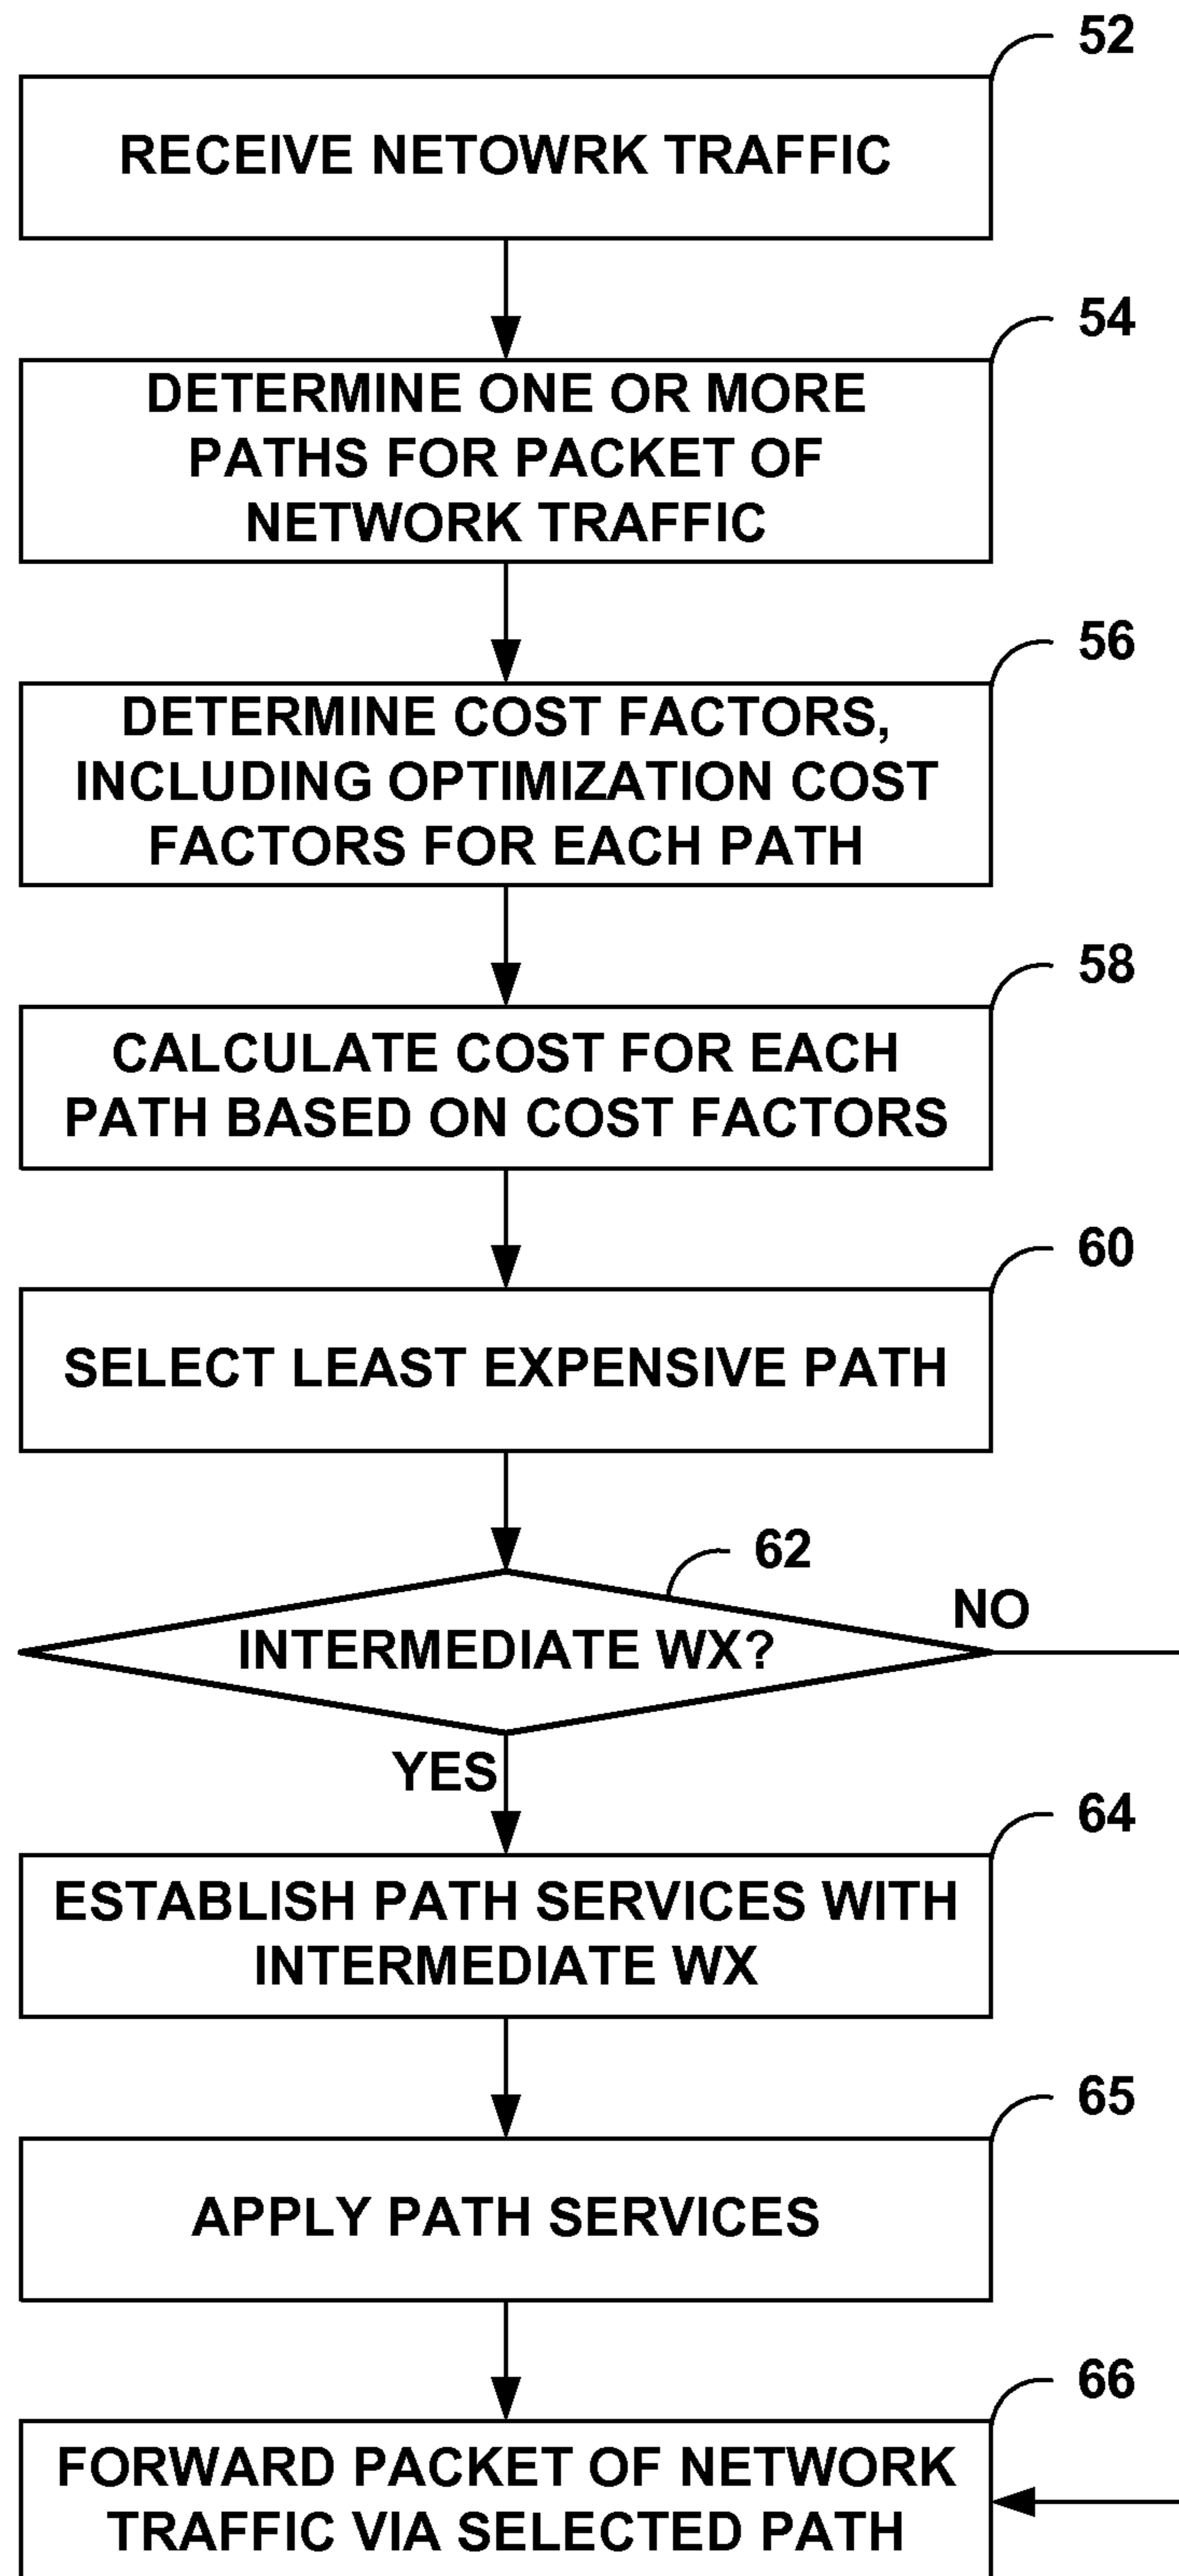 52
RECEIVE NETOWRK TRAFFIC
54
DETERMINE ONE OR MORE
PATHS FOR PACKET OF
NETWORK TRAFFIC
56
DETERMINE COST FACTORS,
INCLUDING OPTIMIZATION COST
FACTORS FOR EACH PATH
58
CALCULATE COST FOR EACH
PATH BASED ON COST FACTORS
60
SELECT LEAST EXPENSIVE PATH
62
NO
INTERMEDIATE WX?
YES
64
ESTABLISH PATH SERVICES WITH
INTERMEDIATE WX
65
APPLY PATH SERVICES
66
FORWARD PACKET OF NETWORK
TRAFFIC VIA SELECTED PATH